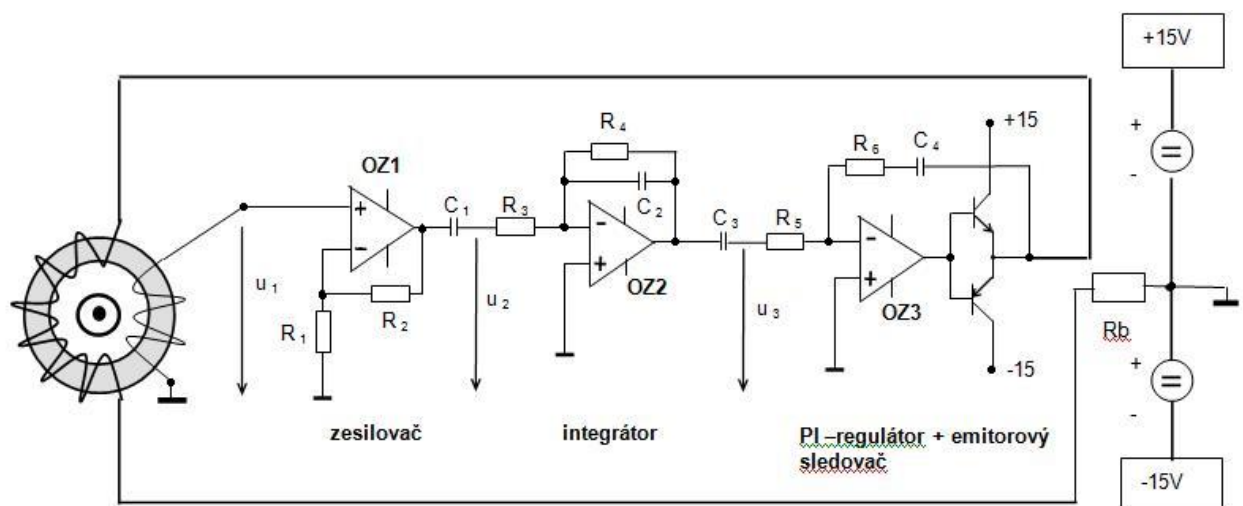 +15V
+
-
R₄
+15
R₆
C₄
OZ1
C₁
R₃
C₂
C₃
R₅
+
-
-
+
-
+
u₁
u₂
OZ2
u₃
OZ3
R₂
R₁
Rb
+
-
-15
zesilovač
integrátor
PI –regulátor + emitorový
sledovač
-15V